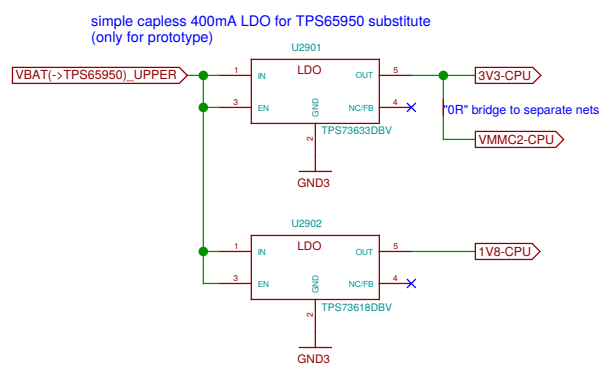 simple capless 400mA LDO for TPS65950 substitute
(only for prototype)
U2901
VBAT(->TPS65950)_UPPER
1 IN LDO OUT 5
3V3-CPU
3 EN GND NC/FB 4
"0R" bridge to separate nets
2 TPS73633DBV
VMMC2-CPU
GND3
U2902
1 IN LDO OUT 5
1V8-CPU
3 EN GND NC/FB 4
2 TPS73618DBV
GND3